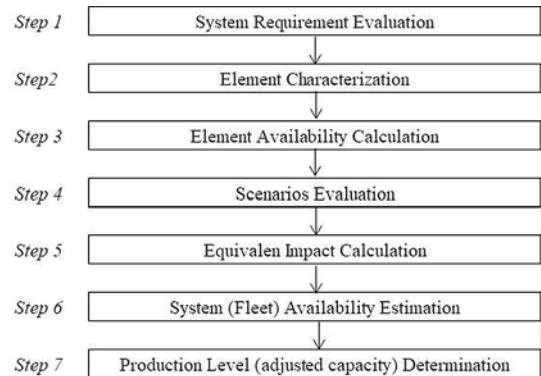 Step 1 System Requirement Evaluation
Step2 Element Characterization
Step 3 Element Availability Calculation
Step 4 Scenarios Evaluation
Step 5 Equivalen Impact Calculation
Step 6 System (Fleet) Availability Estimation
Step 7 Production Level (adjusted capacity) Determination